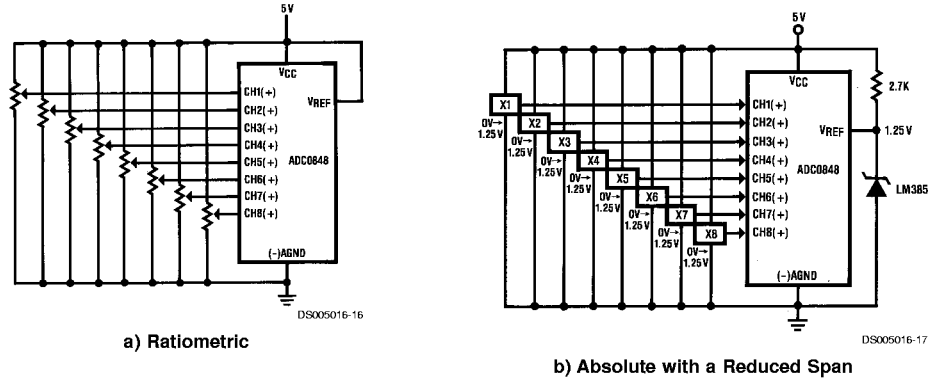 5V
VCC
CH1(+)
VREF
CH2(+)
CH3(+)
CH4(+)
ADC0848
CH5(+)
CH6(+)
CH7(+)
CH8(+)
(-)AGND
DS005016-16
a) Ratiometric
5V
VCC
2.7K
X1
CH1(+)
0V→
1.25V
X2
CH2(+)
VREF
1.25V
0V→
1.25V
X3
CH3(+)
0V→
1.25V
X4
CH4(+)
ADC0848
0V→
1.25V
X5
CH5(+)
LM385
0V→
1.25V
X6
CH6(+)
0V→
1.25V
X7
CH7(+)
0V→
1.25V
X8
CH8(+)
0V→
1.25V
(-)AGND
DS005016-17
b) Absolute with a Reduced Span